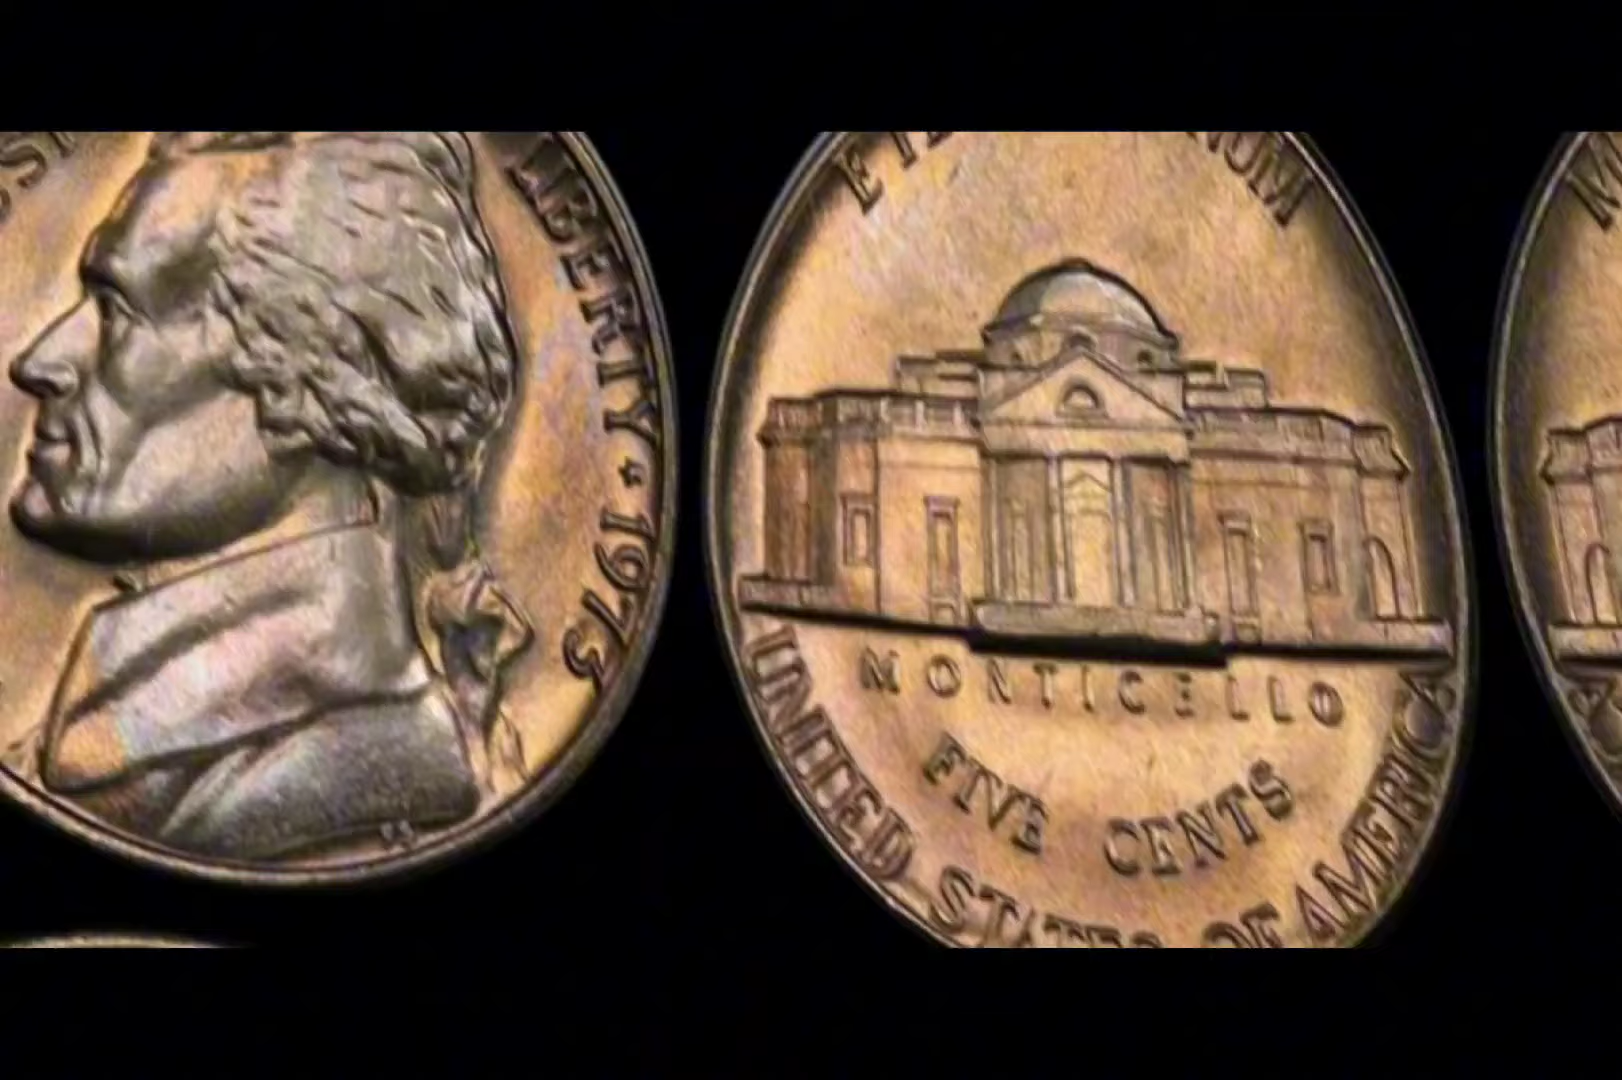 LIBERTY ★ 1973
MONTICELLO
FIVE CENTS
UNITED STATES OF AMERICA